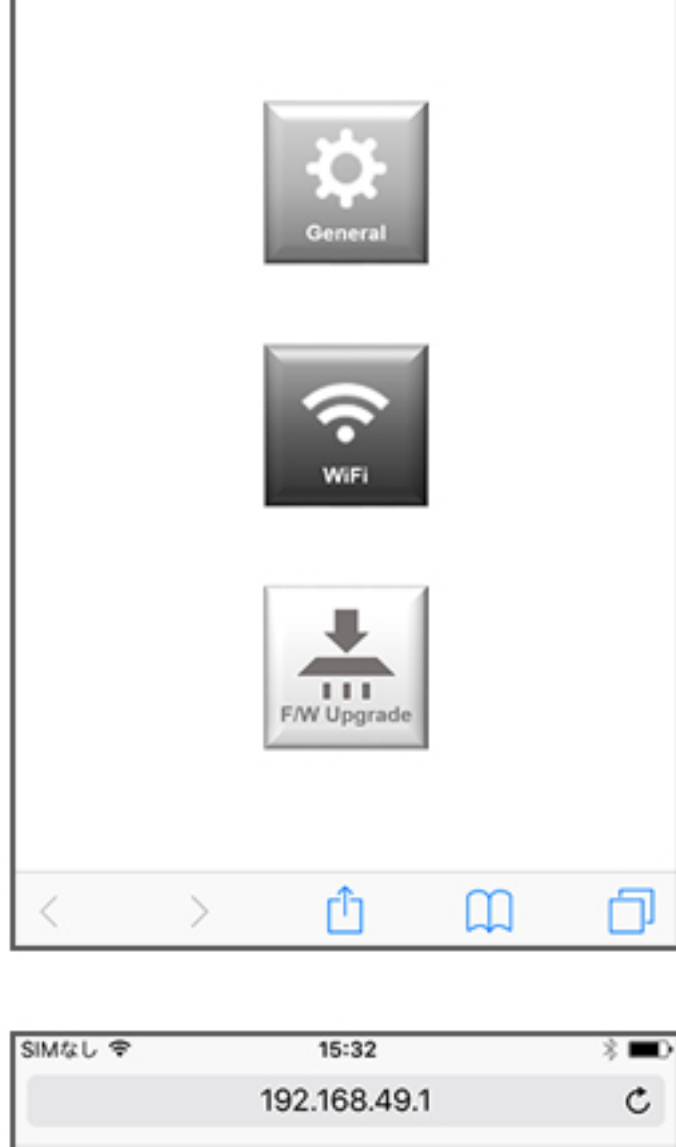 General
WiFi
F/W Upgrade
SIMなし 15:32
192.168.49.1